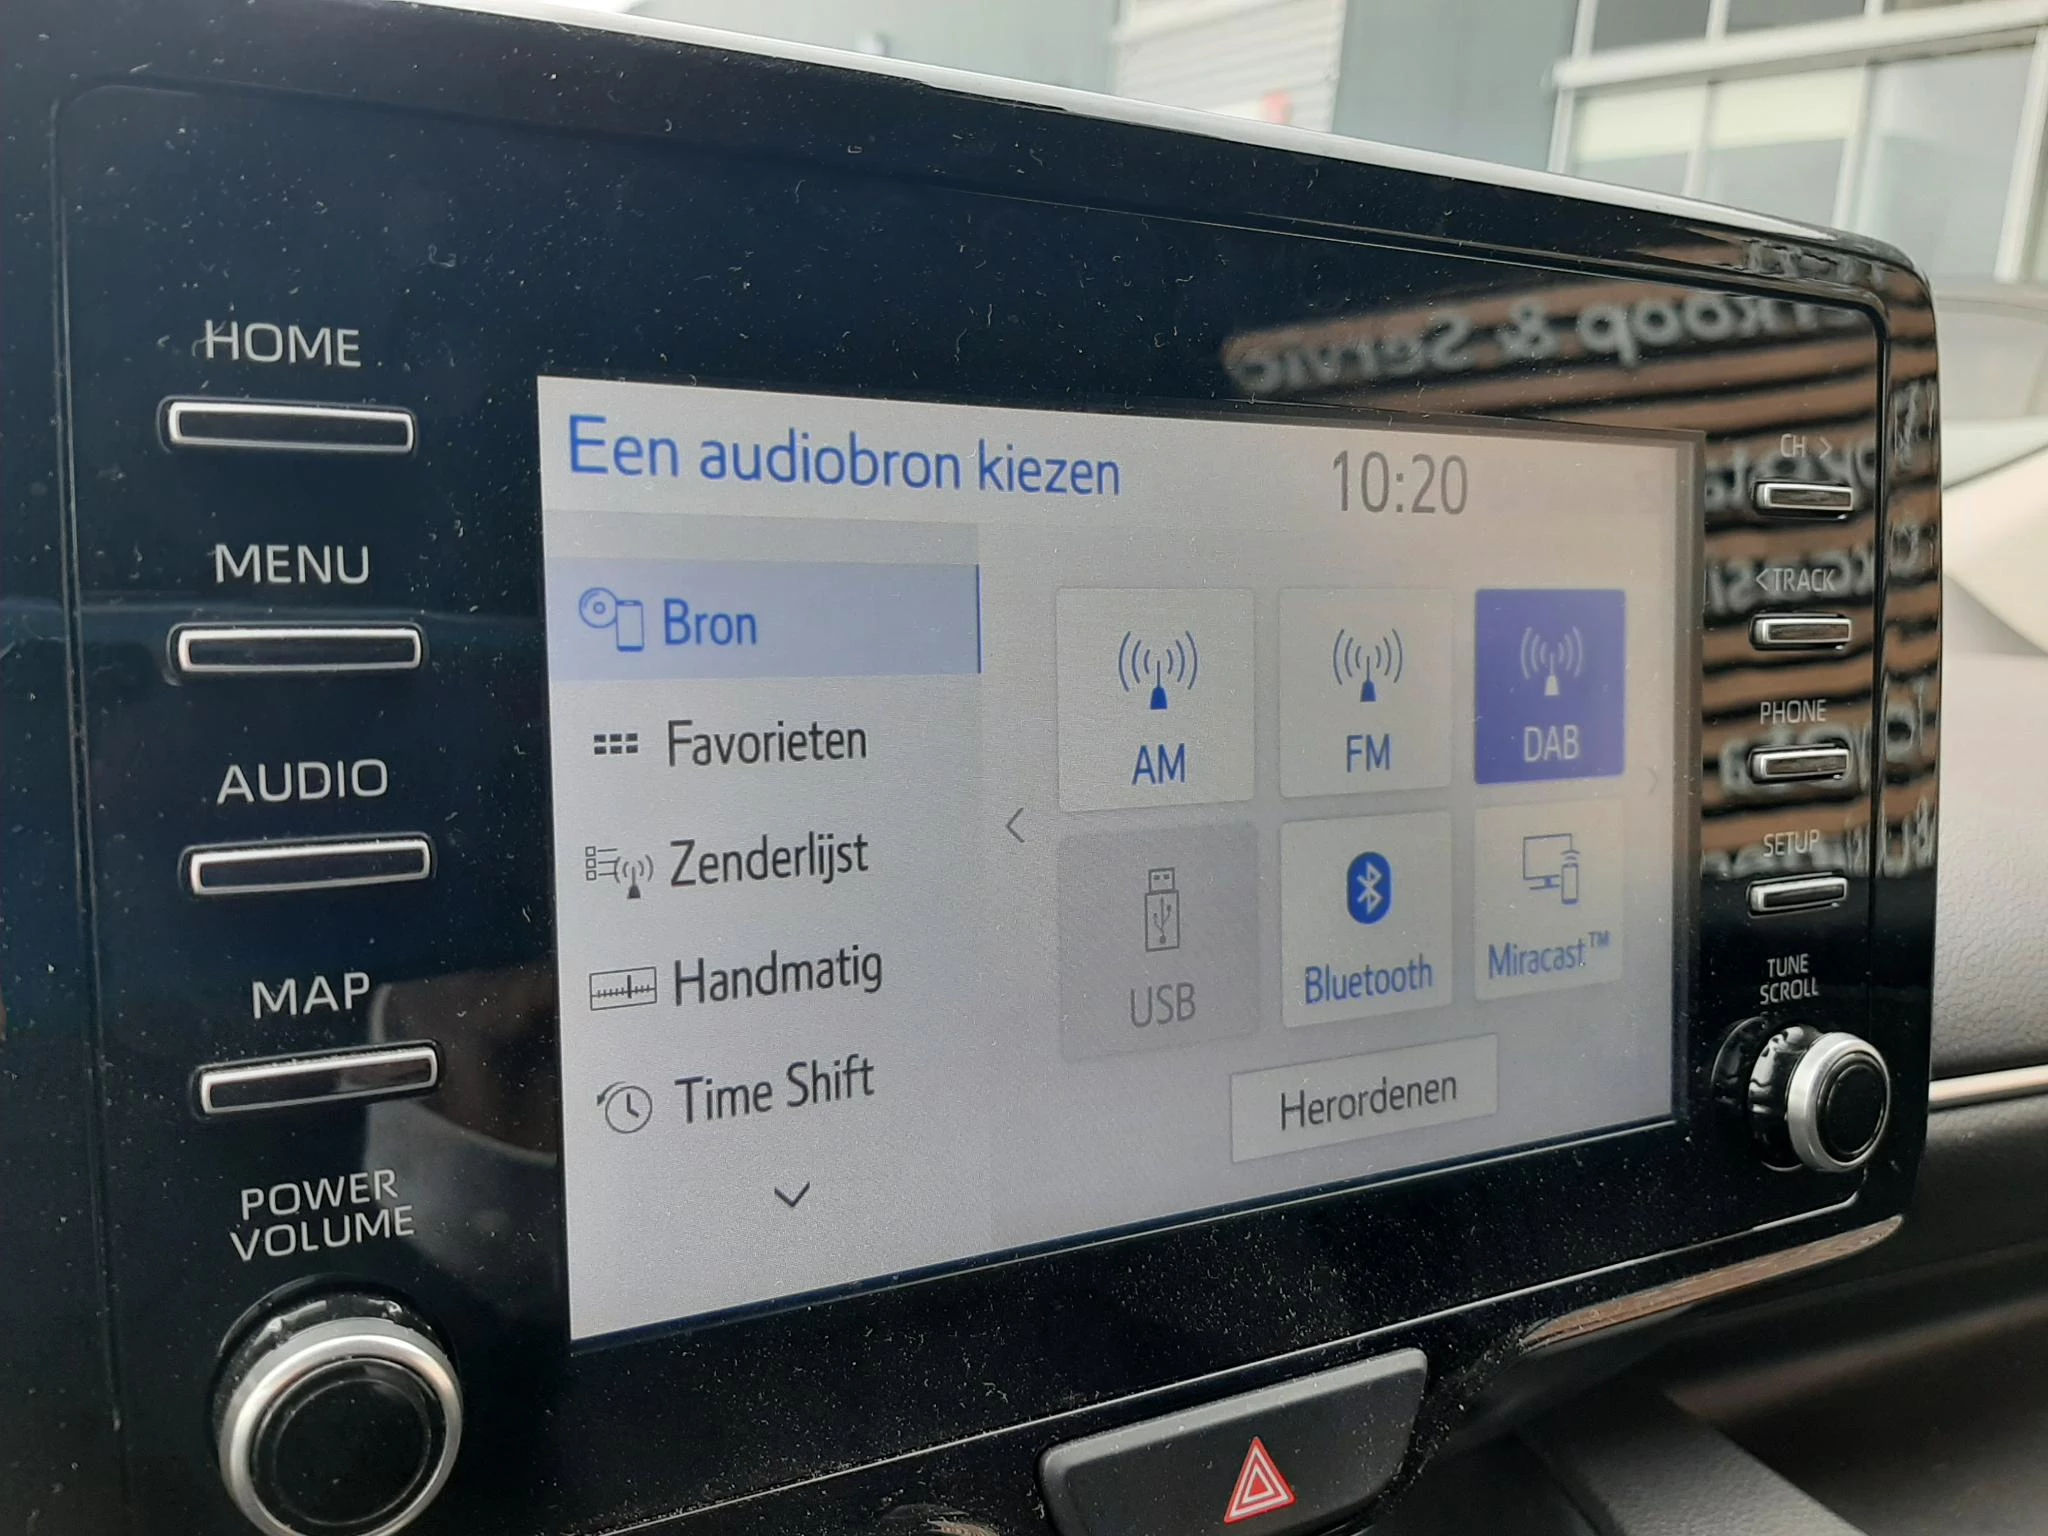 HOME
MENU
AUDIO
MAP
POWER
VOLUME
Een audiobron kiezen
10:20
Bron
Favorieten
Zenderlijst
Handmatig
Time Shift
AM
FM
DAB
USB
Bluetooth
Miracast™
Herordenen
CH >
< TRACK
PHONE
SETUP
TUNE
SCROLL
& Service